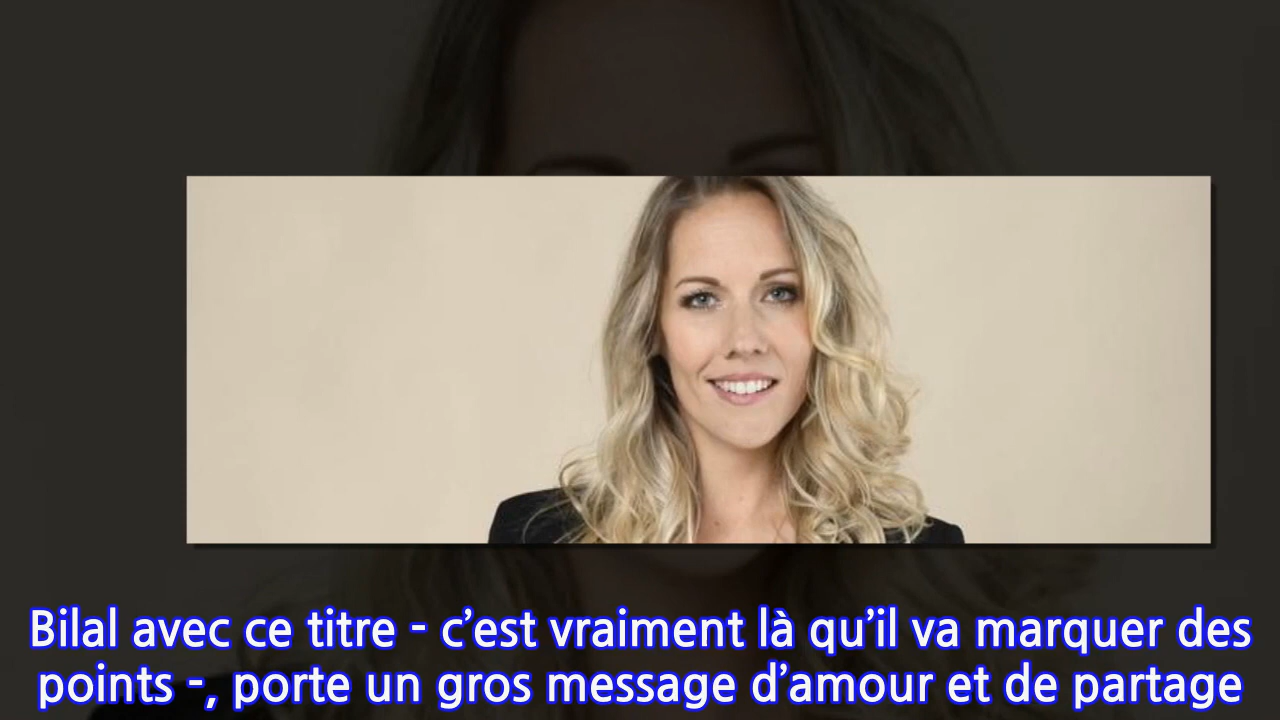 Bilal avec ce titre - c’est vraiment là qu’il va marquer des
points -, porte un gros message d’amour et de partage